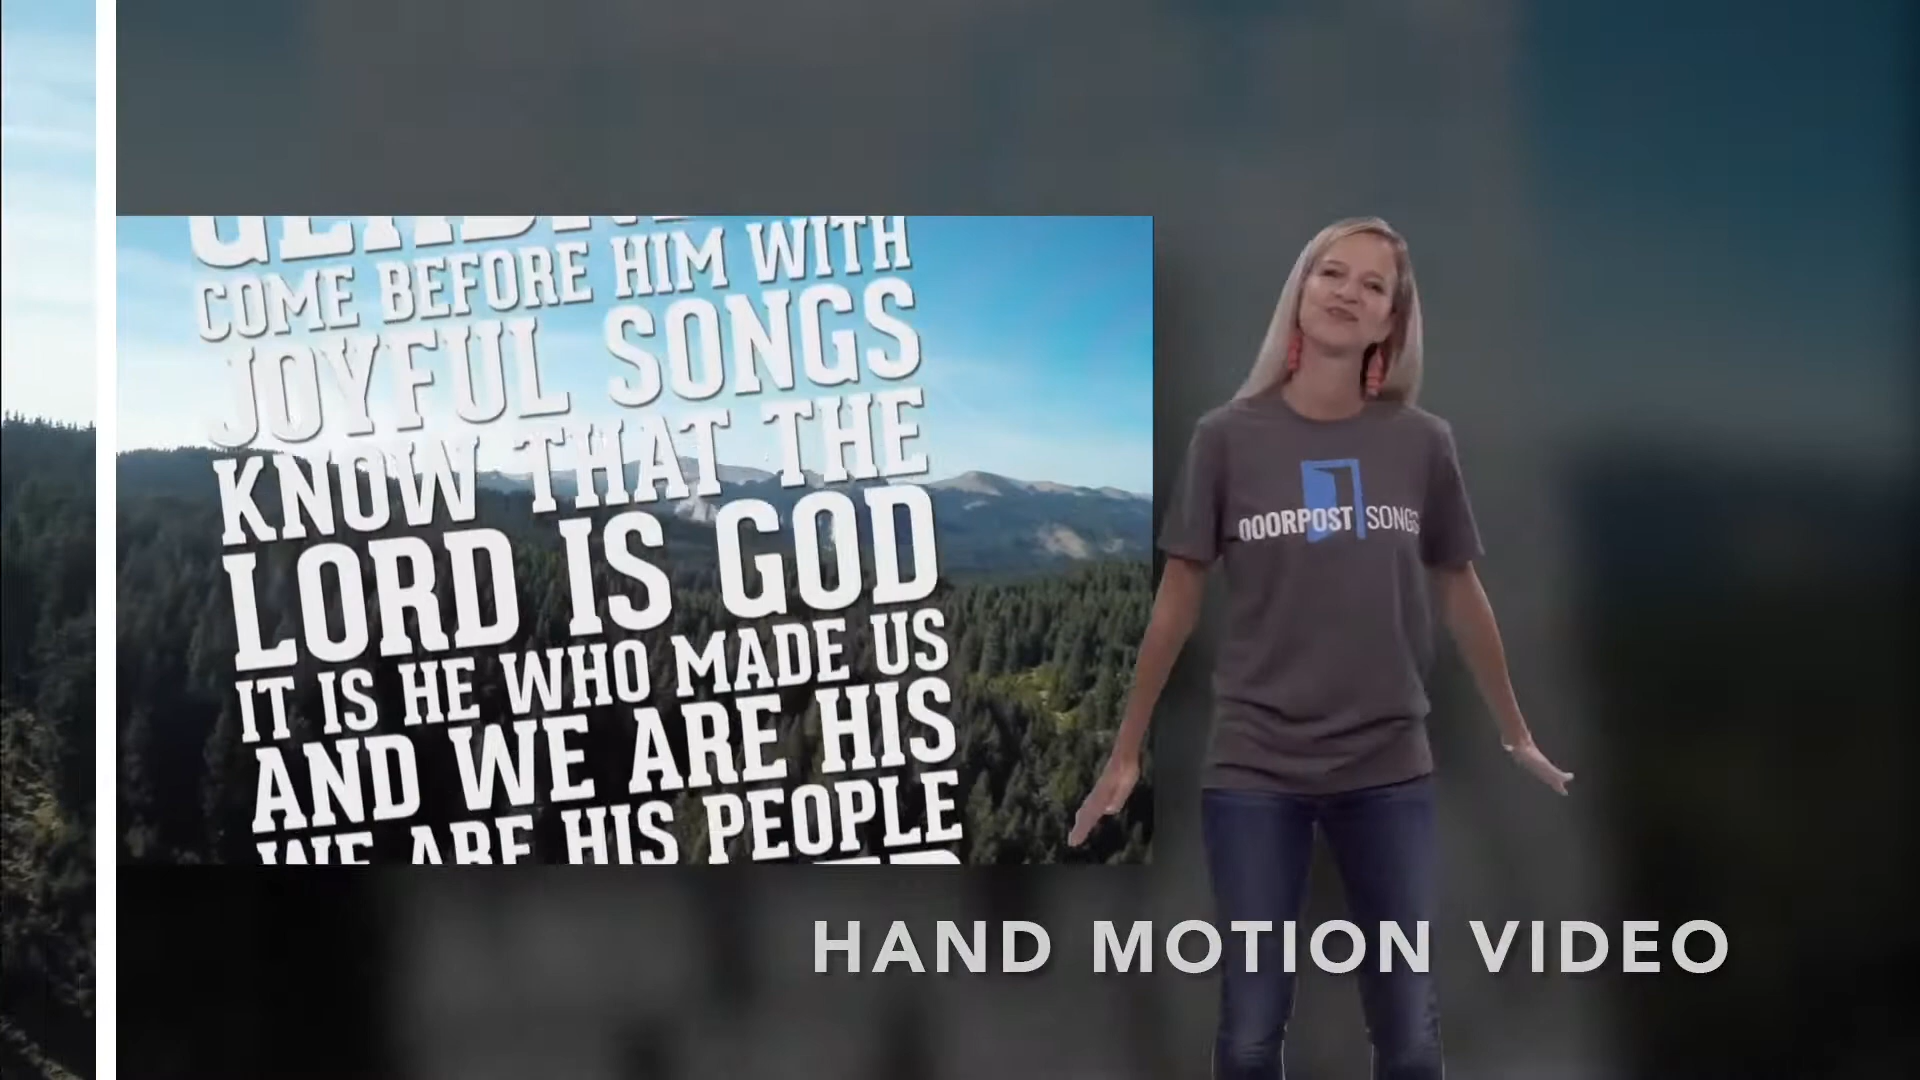 COME BEFORE HIM WITH
JOYFUL SONGS
KNOW THAT THE
LORD IS GOD
IT IS HE WHO MADE US
AND WE ARE HIS
WE ARE HIS PEOPLE
DOORPOST SONGS
HAND MOTION VIDEO